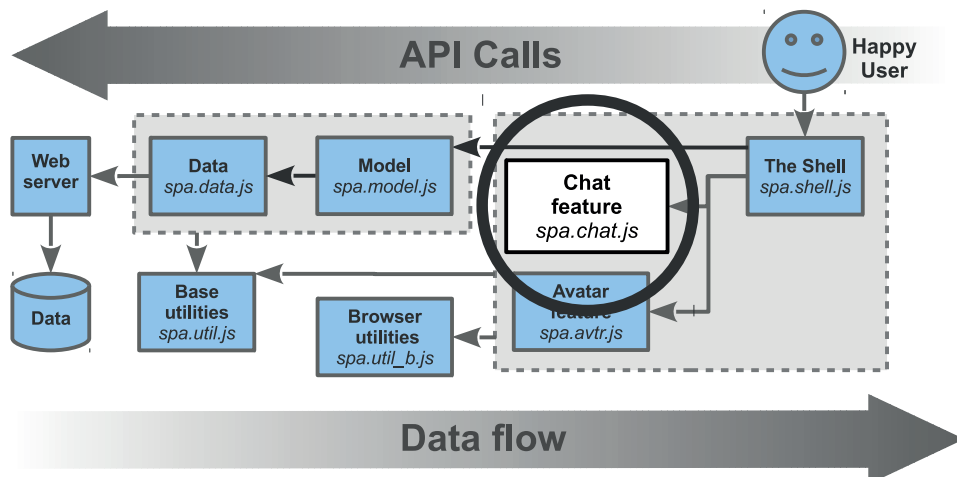 API Calls
Happy
User
Web
server
Data
spa.data.js
Model
spa.model.js
Chat
feature
spa.chat.js
The Shell
spa.shell.js
Data
Base
utilities
spa.util.js
Browser
utilities
spa.util_b.js
Avatar
feature
spa.avtr.js
Data flow